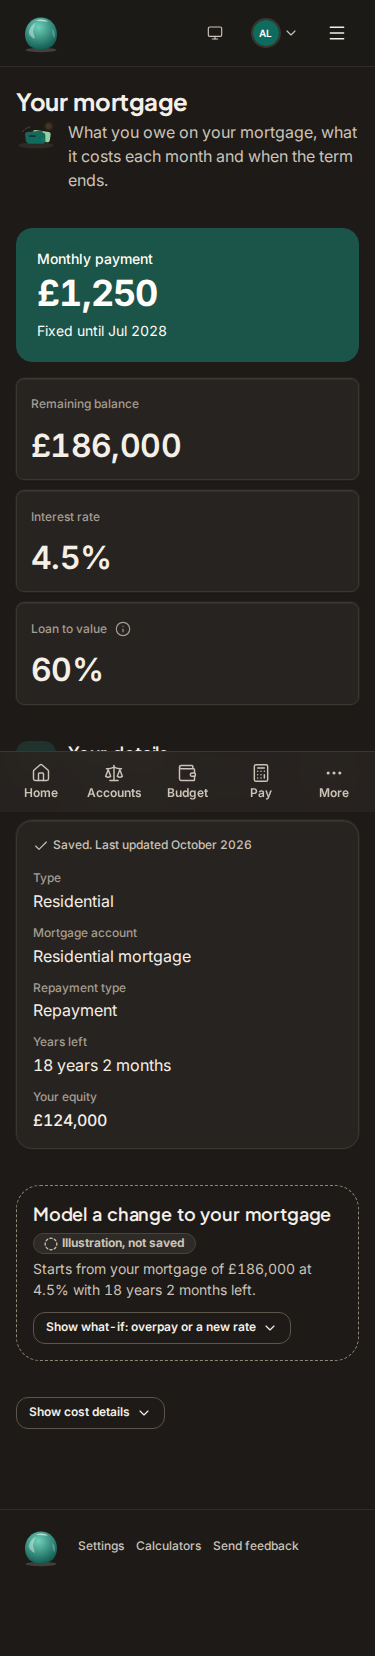 AL
Your mortgage
What you owe on your mortgage, what
it costs each month and when the term
ends.
Monthly payment
£1,250
Fixed until Jul 2028
Remaining balance
£186,000
Interest rate
4.5%
Loan to value
60%
Your details
Home
Accounts
Budget
Pay
More
Saved. Last updated October 2026
Type
Residential
Mortgage account
Residential mortgage
Repayment type
Repayment
Years left
18 years 2 months
Your equity
£124,000
Model a change to your mortgage
Illustration, not saved
Starts from your mortgage of £186,000 at
4.5% with 18 years 2 months left.
Show what-if: overpay or a new rate
Show cost details
Settings
Calculators
Send feedback